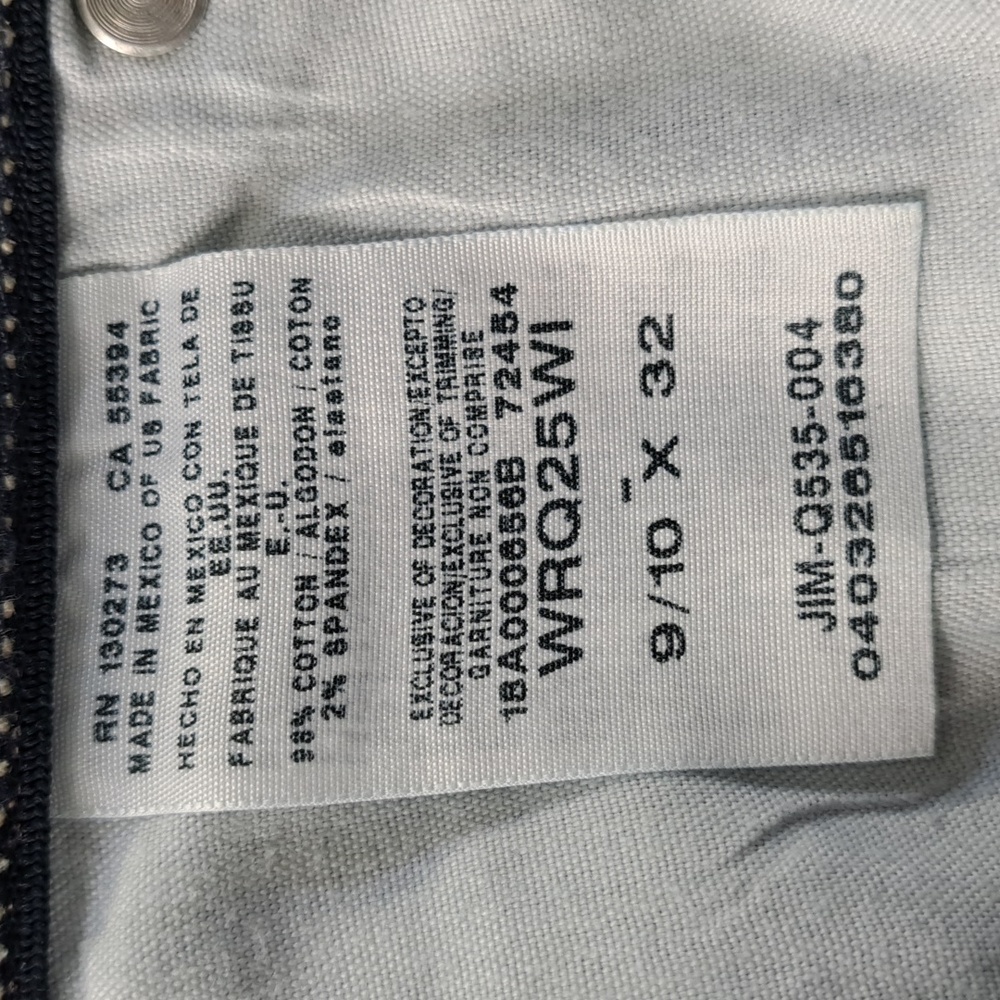 RN 130273 CA 55394
MADE IN MEXICO OF US FABRIC
HECHO EN MEXICO CON TELA DE
EE.UU.
FABRIQUE AU MEXIQUE DE TISSU
E.-U.
98% COTTON / ALGODON / COTON
2% SPANDEX / elastano
EXCLUSIVE OF DECORATION/EXCEPTO
DECORACION/EXCLUSIVE OF TRIMMING/
GARNITURE NON COMPRISE
18A000656B 72454
WRQ25WI
-
9/10 X 32
JIM-Q535-004
0403265516380